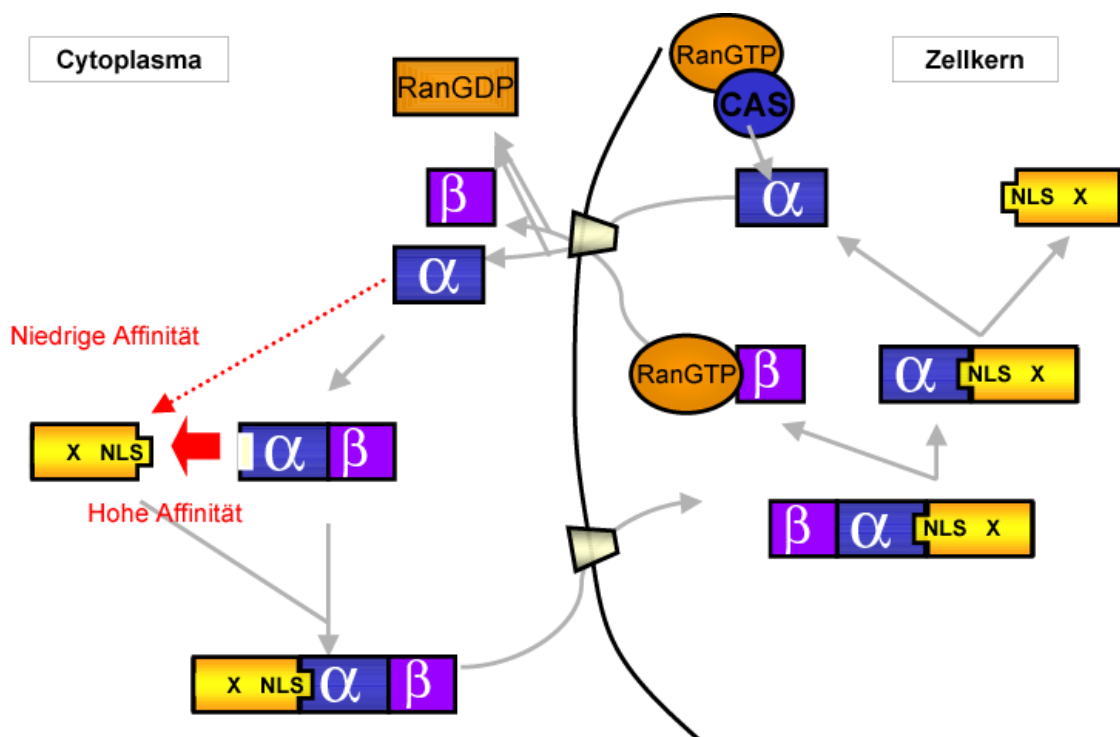 Cytoplasma
RanGDP
β
α
Niedrige Affinität
X NLS
α β
Hohe Affinität
X NLS α β
RanGTP
CAS
Zellkern
α
NLS X
RanGTP β
α NLS X
β α NLS X